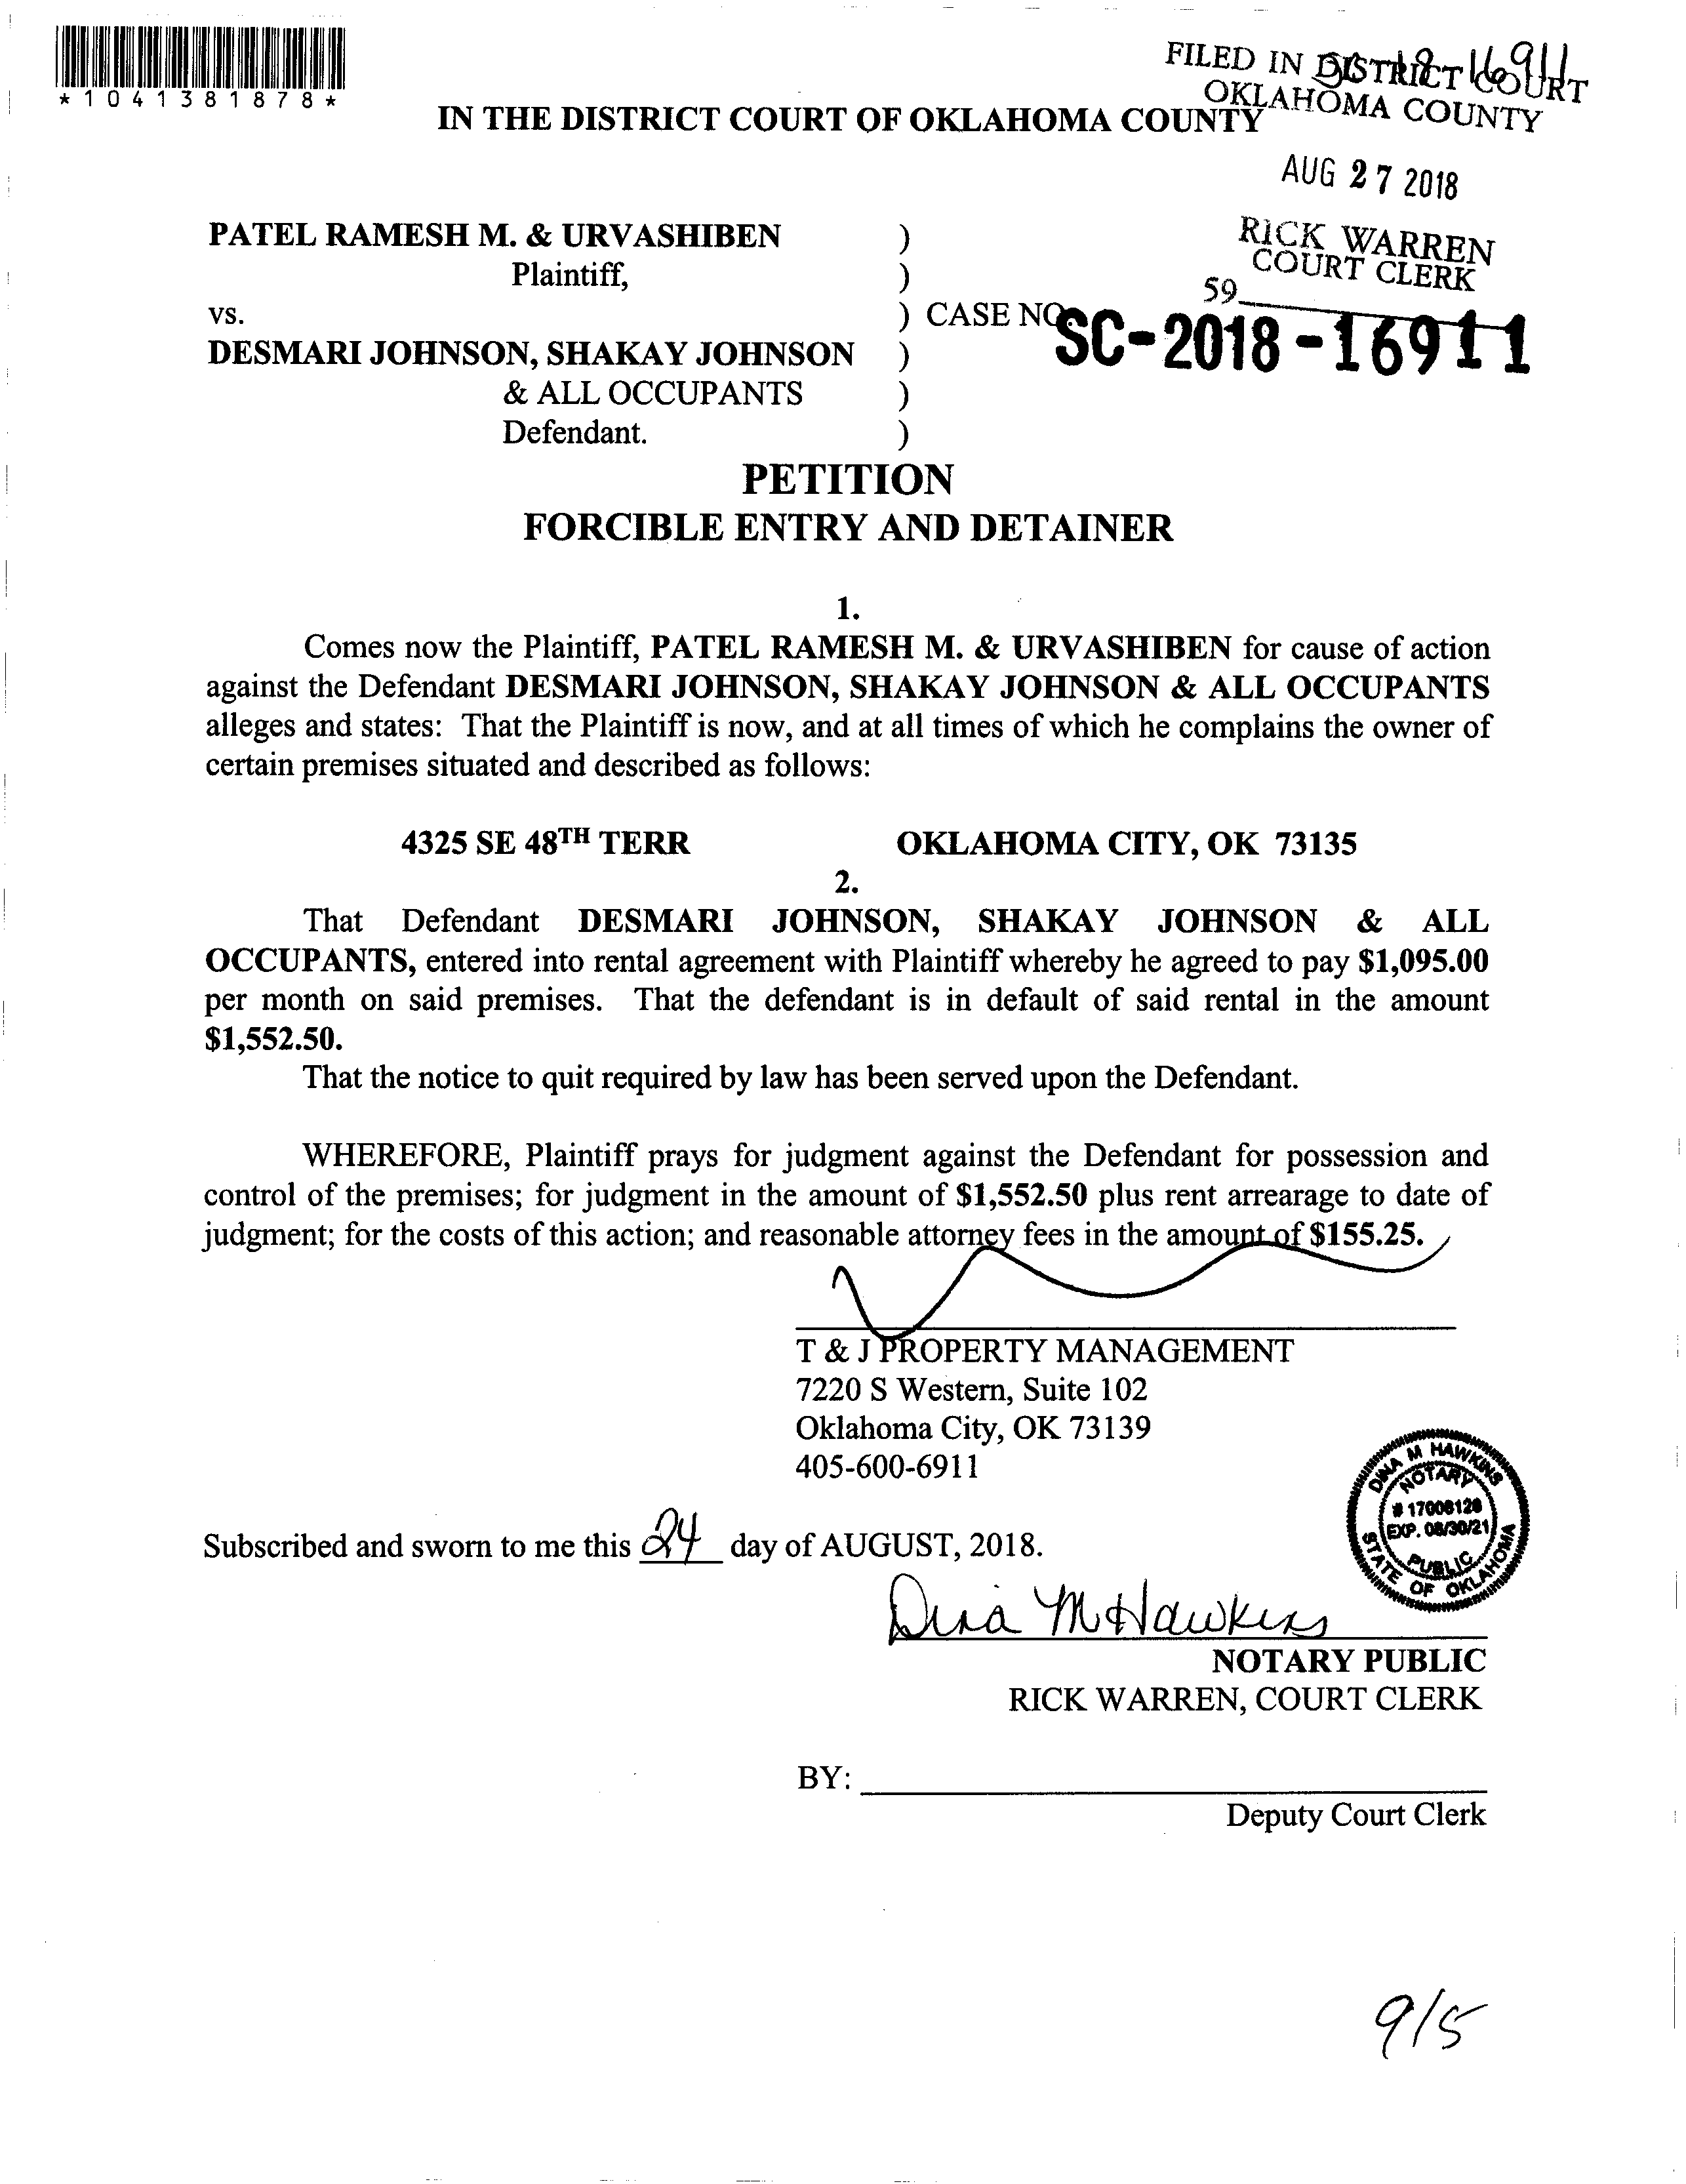 *1041381878*
FILED IN DISTRICT COURT
OKLAHOMA COUNTY
IN THE DISTRICT COURT OF OKLAHOMA COUNTY
AUG 27 2018
RICK WARREN
COURT CLERK
59
PATEL RAMESH M. & URVASHIBEN )
Plaintiff, )
vs. ) CASE NO. SC-2018-16911
DESMARI JOHNSON, SHAKAY JOHNSON )
& ALL OCCUPANTS )
Defendant. )
PETITION
FORCIBLE ENTRY AND DETAINER
1.
Comes now the Plaintiff, PATEL RAMESH M. & URVASHIBEN for cause of action
against the Defendant DESMARI JOHNSON, SHAKAY JOHNSON & ALL OCCUPANTS
alleges and states: That the Plaintiff is now, and at all times of which he complains the owner of
certain premises situated and described as follows:
4325 SE 48TH TERR OKLAHOMA CITY, OK 73135
2.
That Defendant DESMARI JOHNSON, SHAKAY JOHNSON & ALL
OCCUPANTS, entered into rental agreement with Plaintiff whereby he agreed to pay $1,095.00
per month on said premises. That the defendant is in default of said rental in the amount
$1,552.50.
That the notice to quit required by law has been served upon the Defendant.
WHEREFORE, Plaintiff prays for judgment against the Defendant for possession and
control of the premises; for judgment in the amount of $1,552.50 plus rent arrearage to date of
judgment; for the costs of this action; and reasonable attorney fees in the amount of $155.25.
T & J PROPERTY MANAGEMENT
7220 S Western, Suite 102
Oklahoma City, OK 73139
405-600-6911
DINA M HAWKINS
NOTARY
# 17008128
EXP. 08/30/21
PUBLIC
STATE OF OKLAHOMA
Subscribed and sworn to me this 24 day of AUGUST, 2018.
Dina M Hawkins
NOTARY PUBLIC
RICK WARREN, COURT CLERK
BY:
Deputy Court Clerk
9/5